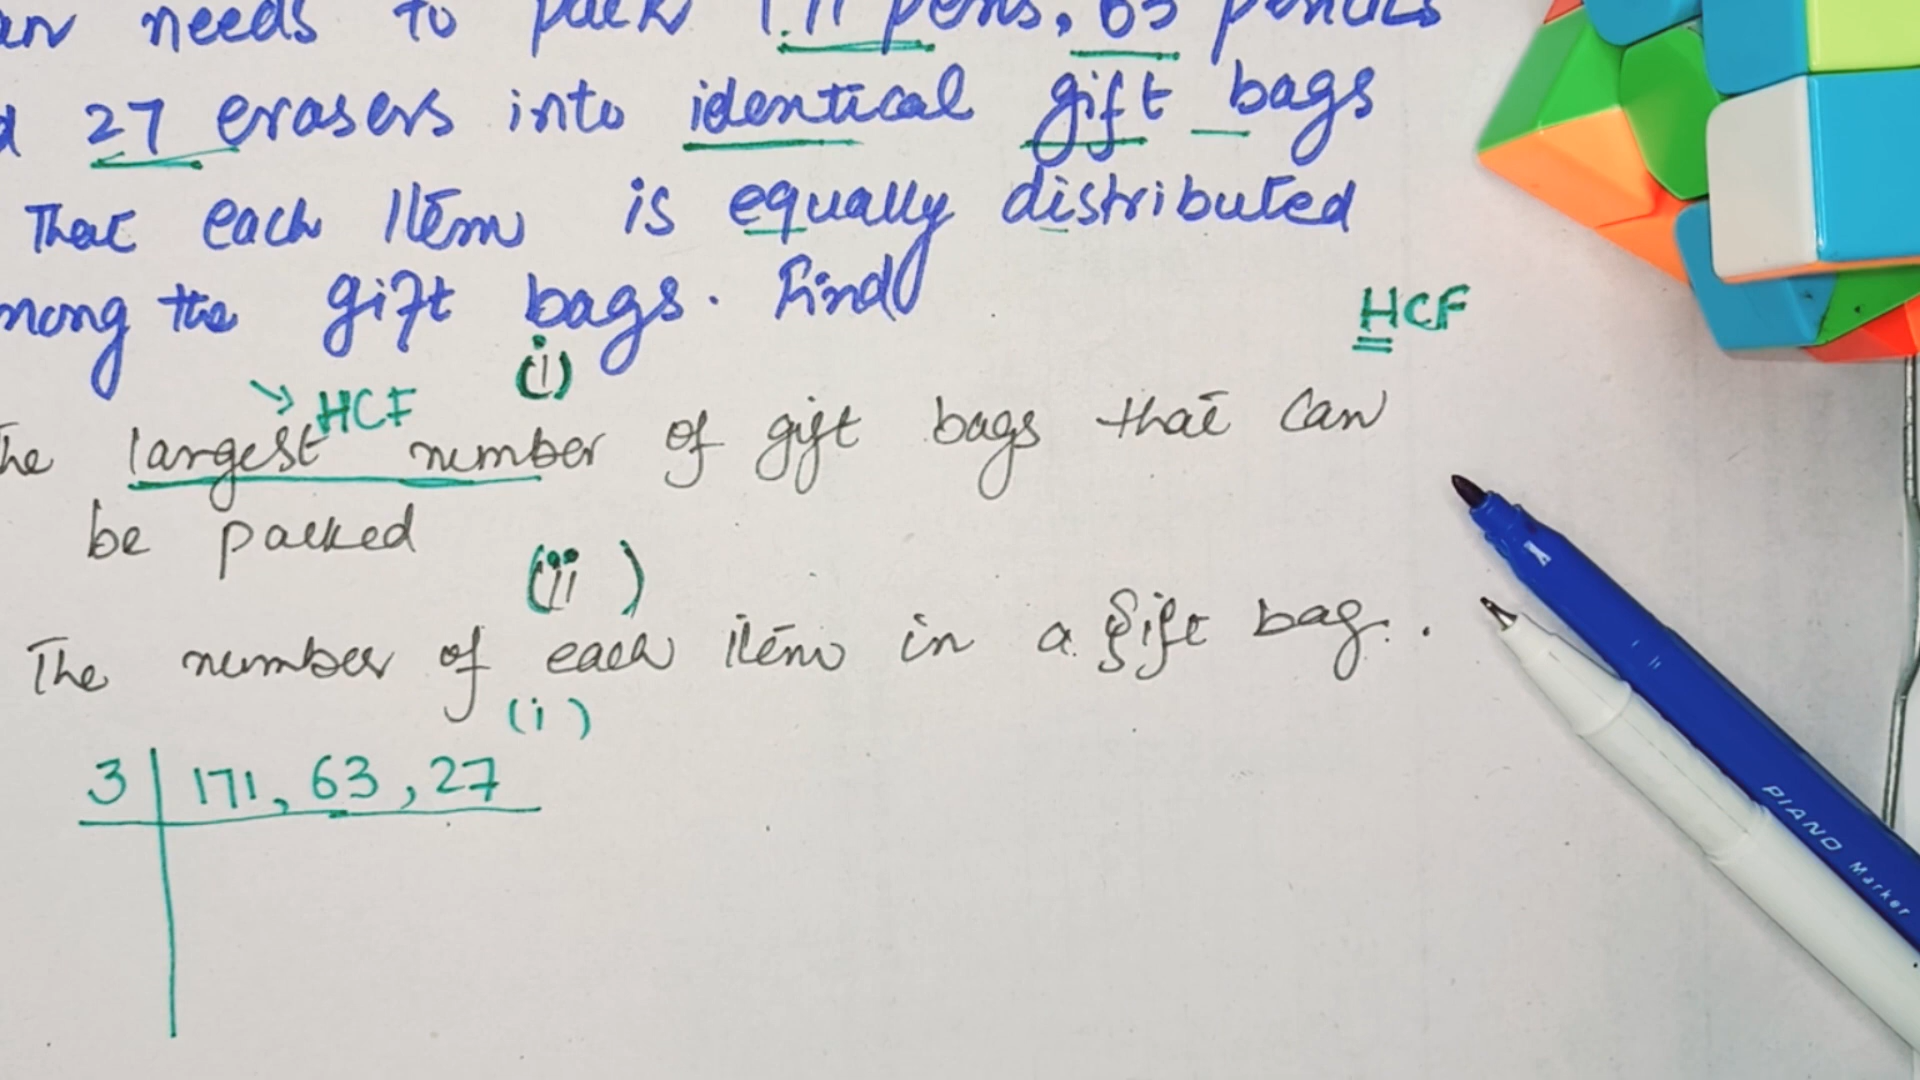 needs to pack 171 pens, 63 pencils
27 erasers into identical gift bags
That each item is equally distributed
the gift bags. Find
HCF
(i)
HCF
largest number of gift bags that can
be packed
(ii)
The number of each item in a gift bag.
(i)
3 | 171, 63, 27
PIANO Marker